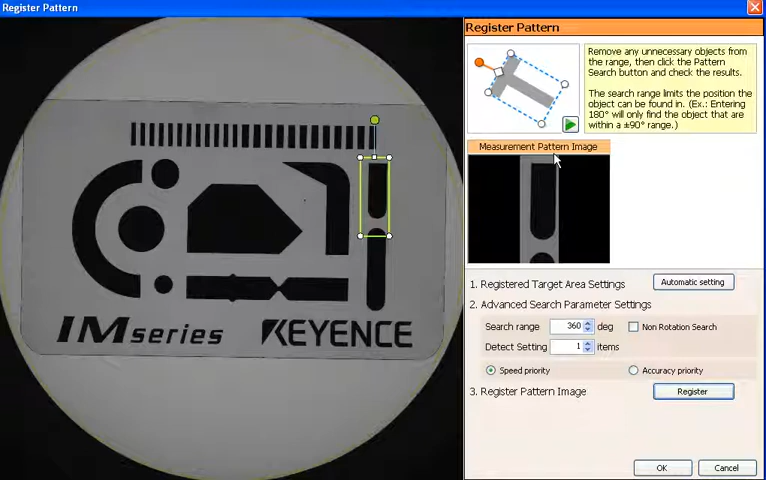 Register Pattern
Register Pattern
Remove any unnecessary objects from
the range, then click the Pattern
Search button and check the results.
The search range limits the position the
object can be found in. (Ex.: Entering
180° will only find the object that are
within a ±90° range.)
Measurement Pattern Image
1. Registered Target Area Settings
Automatic setting
2. Advanced Search Parameter Settings
Search range 360 deg Non Rotation Search
Detect Setting 1 items
Speed priority Accuracy priority
3. Register Pattern Image Register
OK Cancel
IM series KEYENCE